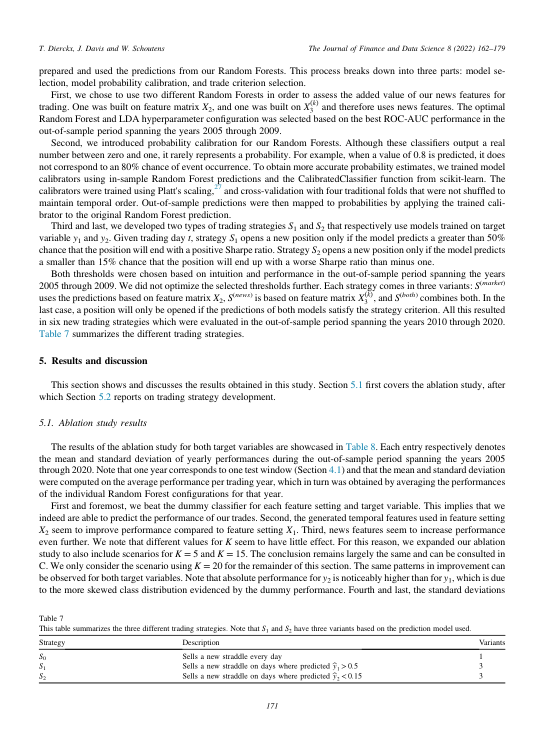 T. Dierckx, J. Davis and W. Schoutens
The Journal of Finance and Data Science 8 (2022) 162–179
prepared and used the predictions from our Random Forests. This process breaks down into three parts: model se-
lection, model probability calibration, and trade criterion selection.
First, we chose to use two different Random Forests in order to assess the added value of our news features for
trading. One was built on feature matrix X2, and one was built on X3(k) and therefore uses news features. The optimal
Random Forest and LDA hyperparameter configuration was selected based on the best ROC-AUC performance in the
out-of-sample period spanning the years 2005 through 2009.
Second, we introduced probability calibration for our Random Forests. Although these classifiers output a real
number between zero and one, it rarely represents a probability. For example, when a value of 0.8 is predicted, it does
not correspond to an 80% chance of event occurrence. To obtain more accurate probability estimates, we trained model
calibrators using in-sample Random Forest predictions and the CalibratedClassifier function from scikit-learn. The
calibrators were trained using Platt's scaling,27 and cross-validation with four traditional folds that were not shuffled to
maintain temporal order. Out-of-sample predictions were then mapped to probabilities by applying the trained cali-
brator to the original Random Forest prediction.
Third and last, we developed two types of trading strategies S1 and S2 that respectively use models trained on target
variable y1 and y2. Given trading day t, strategy S1 opens a new position only if the model predicts a greater than 50%
chance that the position will end with a positive Sharpe ratio. Strategy S2 opens a new position only if the model predicts
a smaller than 15% chance that the position will end up with a worse Sharpe ratio than minus one.
Both thresholds were chosen based on intuition and performance in the out-of-sample period spanning the years
2005 through 2009. We did not optimize the selected thresholds further. Each strategy comes in three variants: S(market)
uses the predictions based on feature matrix X2, S(news) is based on feature matrix X3(k), and S(both) combines both. In the
last case, a position will only be opened if the predictions of both models satisfy the strategy criterion. All this resulted
in six new trading strategies which were evaluated in the out-of-sample period spanning the years 2010 through 2020.
Table 7 summarizes the different trading strategies.
5. Results and discussion
This section shows and discusses the results obtained in this study. Section 5.1 first covers the ablation study, after
which Section 5.2 reports on trading strategy development.
5.1. Ablation study results
The results of the ablation study for both target variables are showcased in Table 8. Each entry respectively denotes
the mean and standard deviation of yearly performances during the out-of-sample period spanning the years 2005
through 2020. Note that one year corresponds to one test window (Section 4.1) and that the mean and standard deviation
were computed on the average performance per trading year, which in turn was obtained by averaging the performances
of the individual Random Forest configurations for that year.
First and foremost, we beat the dummy classifier for each feature setting and target variable. This implies that we
indeed are able to predict the performance of our trades. Second, the generated temporal features used in feature setting
X2 seem to improve performance compared to feature setting X1. Third, news features seem to increase performance
even further. We note that different values for K seem to have little effect. For this reason, we expanded our ablation
study to also include scenarios for K = 5 and K = 15. The conclusion remains largely the same and can be consulted in
C. We only consider the scenario using K = 20 for the remainder of this section. The same patterns in improvement can
be observed for both target variables. Note that absolute performance for y2 is noticeably higher than for y1, which is due
to the more skewed class distribution evidenced by the dummy performance. Fourth and last, the standard deviations
Table 7
This table summarizes the three different trading strategies. Note that S1 and S2 have three variants based on the prediction model used.
Strategy Description Variants
S0 Sells a new straddle every day 1
S1 Sells a new straddle on days where predicted ŷ1 > 0.5 3
S2 Sells a new straddle on days where predicted ŷ2 < 0.15 3
171